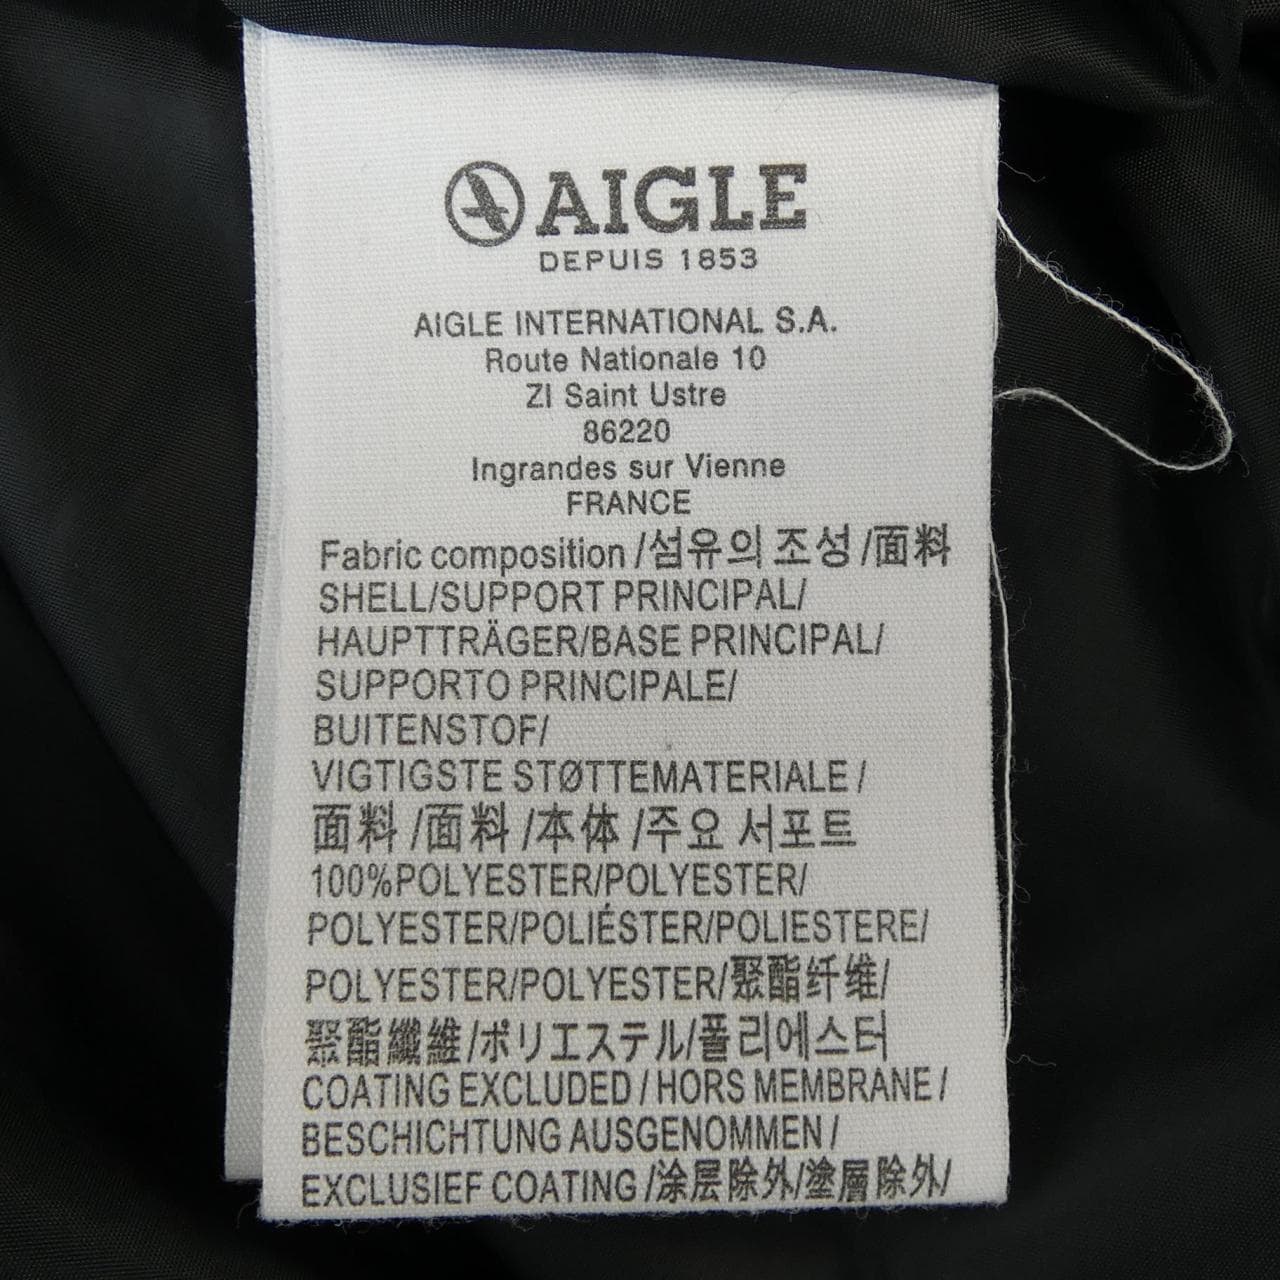 AIGLE
DEPUIS 1853
AIGLE INTERNATIONAL S.A.
Route Nationale 10
ZI Saint Ustre
86220
Ingrandes sur Vienne
FRANCE
Fabric composition /섬유의 조성 /面料
SHELL/SUPPORT PRINCIPAL/
HAUPTTRÄGER/BASE PRINCIPAL/
SUPPORTO PRINCIPALE/
BUITENSTOF/
VIGTIGSTE STØTTEMATERIALE /
面料 /面料 /本体 /주요 서포트
100%POLYESTER/POLYESTER/
POLYESTER/POLIÉSTER/POLIESTERE/
POLYESTER/POLYESTER/聚酯纤维/
聚酯纖維/ポリエステル/폴리에스터
COATING EXCLUDED / HORS MEMBRANE /
BESCHICHTUNG AUSGENOMMEN /
EXCLUSIEF COATING /涂层除外/塗層除外/